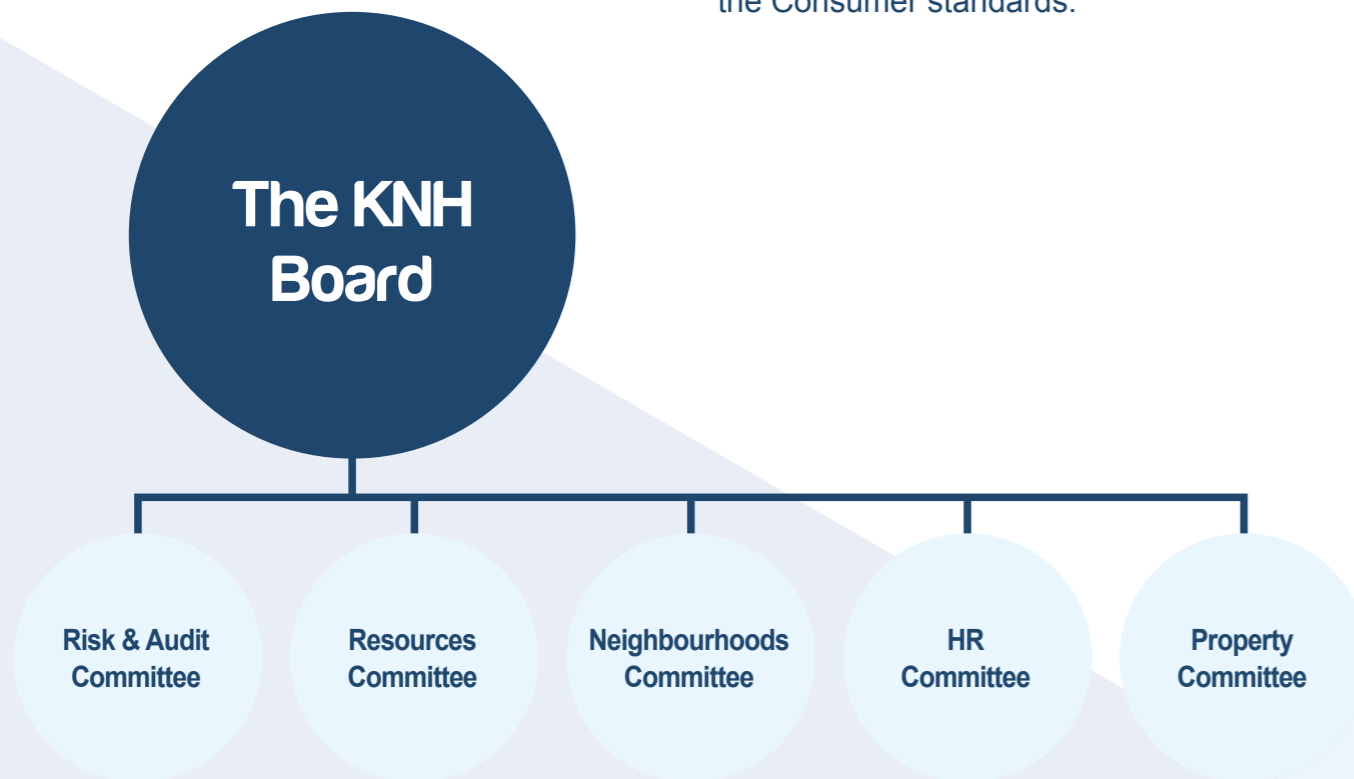 the Consumer standards.
The KNH
Board
Risk & Audit
Committee
Resources
Committee
Neighbourhoods
Committee
HR
Committee
Property
Committee